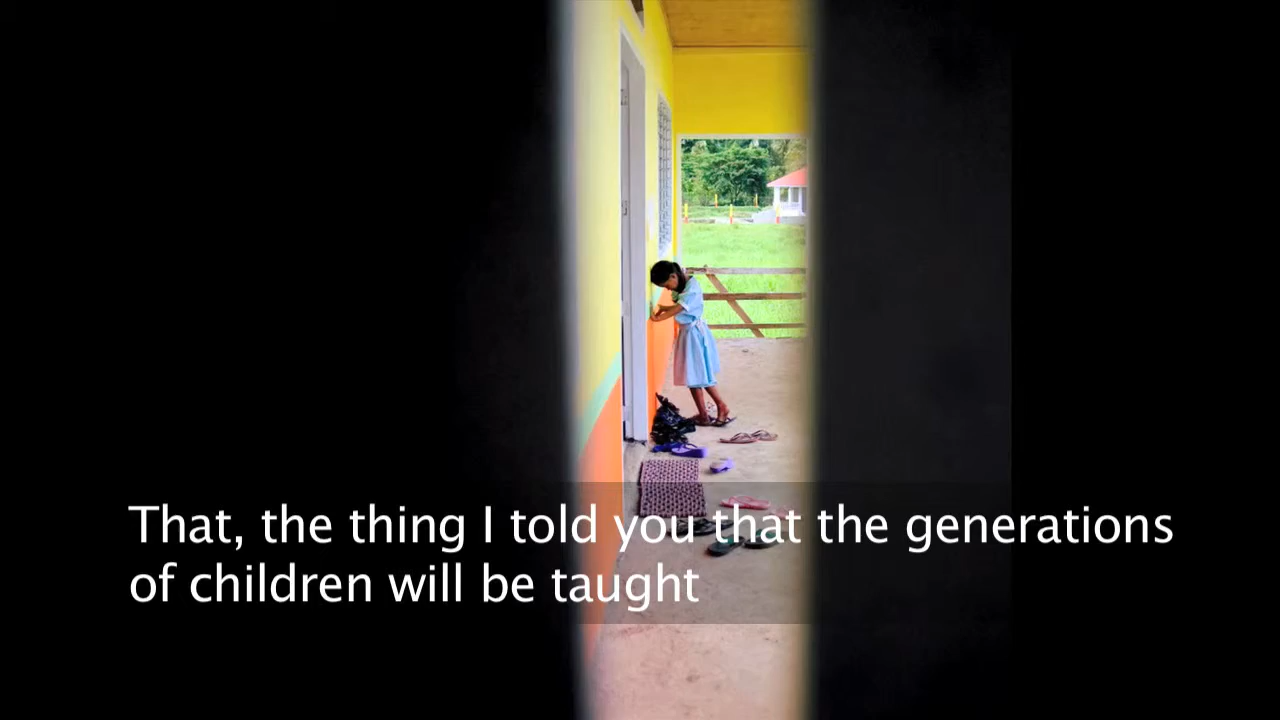 That, the thing I told you that the generations
of children will be taught